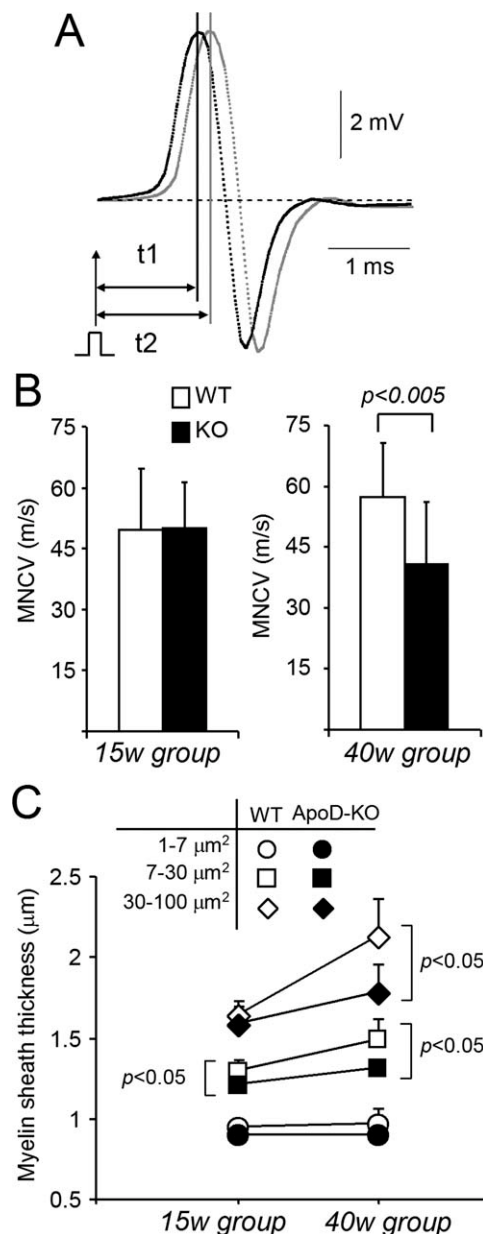 A
2 mV
1 ms
t1
t2
B
WT
KO
p<0.005
75
60
45
30
15
MNCV (m/s)
15w group
75
60
45
30
15
MNCV (m/s)
40w group
C
WT ApoD-KO
1-7 μm²
7-30 μm²
30-100 μm²
2.5
2
1.5
1
0.5
Myelin sheath thickness (μm)
p<0.05
p<0.05
p<0.05
15w group 40w group